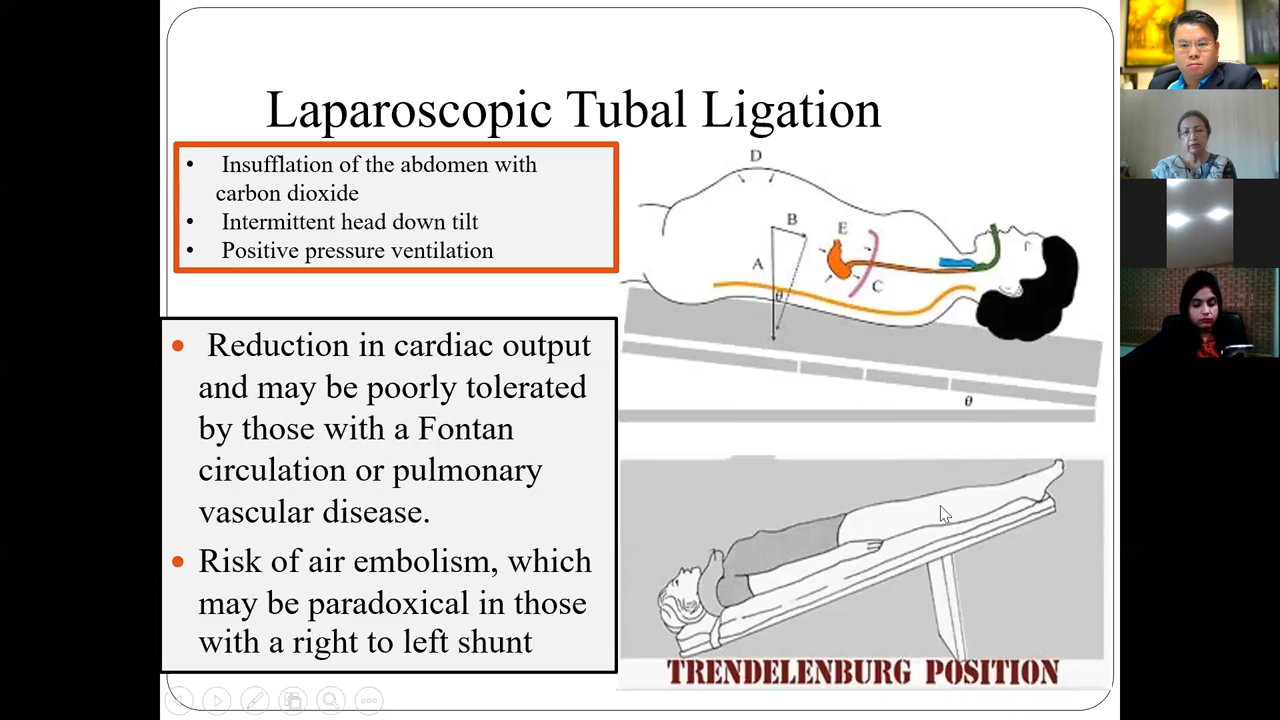 Laparoscopic Tubal Ligation
• Insufflation of the abdomen with
carbon dioxide
• Intermittent head down tilt
• Positive pressure ventilation
• Reduction in cardiac output
and may be poorly tolerated
by those with a Fontan
circulation or pulmonary
vascular disease.
• Risk of air embolism, which
may be paradoxical in those
with a right to left shunt
D
B
E
A
C
θ
θ
TRENDELENBURG POSITION